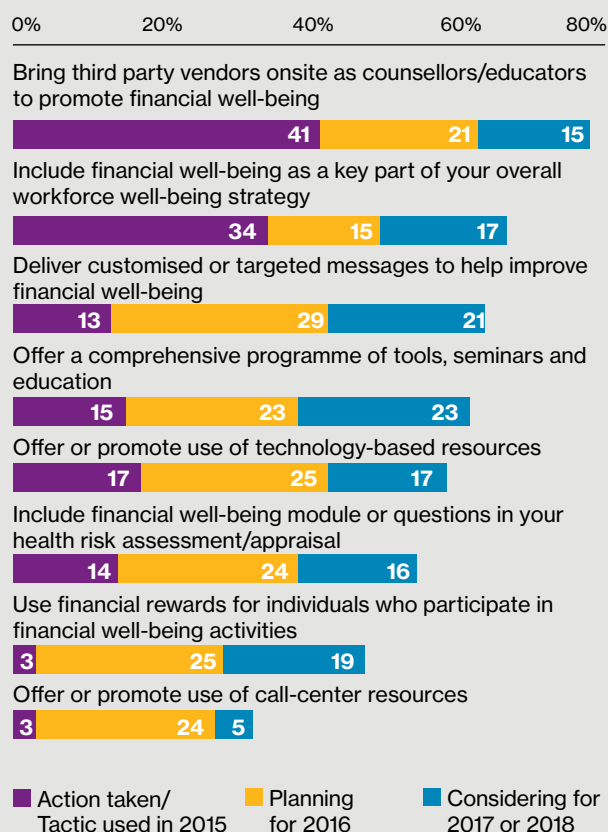 0% 20% 40% 60% 80%
Bring third party vendors onsite as counsellors/educators
to promote financial well-being
41 21 15
Include financial well-being as a key part of your overall
workforce well-being strategy
34 15 17
Deliver customised or targeted messages to help improve
financial well-being
13 29 21
Offer a comprehensive programme of tools, seminars and
education
15 23 23
Offer or promote use of technology-based resources
17 25 17
Include financial well-being module or questions in your
health risk assessment/appraisal
14 24 16
Use financial rewards for individuals who participate in
financial well-being activities
3 25 19
Offer or promote use of call-center resources
3 24 5
Action taken/ Planning Considering for
Tactic used in 2015 for 2016 2017 or 2018